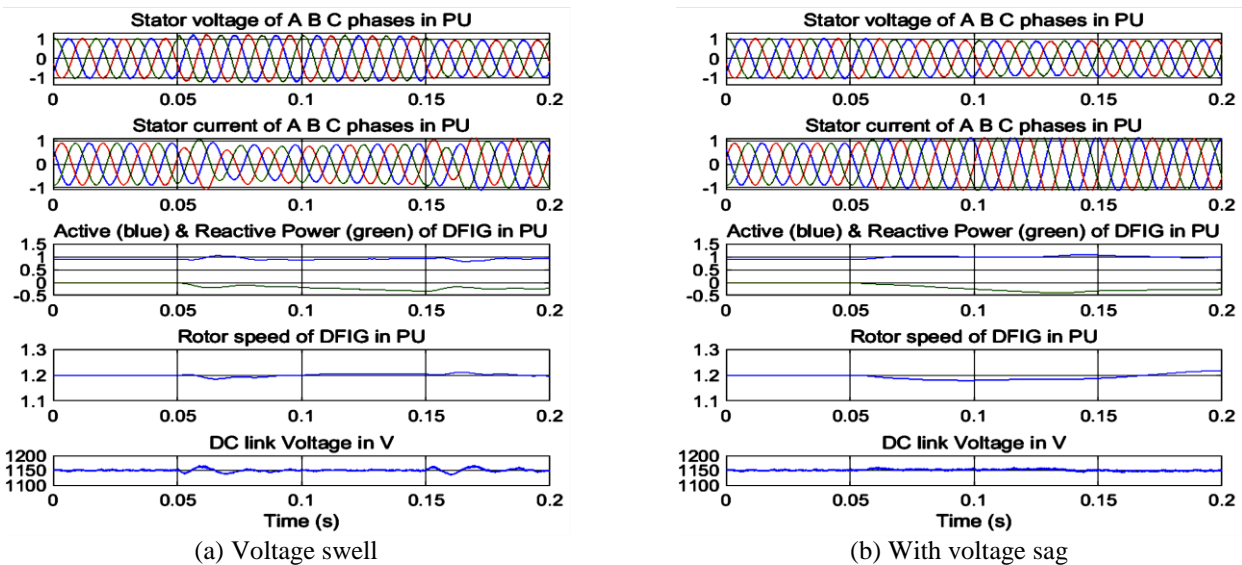 Stator voltage of A B C phases in PU
1
0
-1
0 0.05 0.1 0.15 0.2
Stator current of A B C phases in PU
1
0
-1
0 0.05 0.1 0.15 0.2
Active (blue) & Reactive Power (green) of DFIG in PU
1.5
1
0.5
0
-0.5
0 0.05 0.1 0.15 0.2
Rotor speed of DFIG in PU
1.3
1.2
1.1
0 0.05 0.1 0.15 0.2
DC link Voltage in V
1200
1150
1100
0 0.05 0.1 0.15 0.2
Time (s)
(a) Voltage swell
Stator voltage of A B C phases in PU
1
0
-1
0 0.05 0.1 0.15 0.2
Stator current of A B C phases in PU
1
0
-1
0 0.05 0.1 0.15 0.2
Active (blue) & Reactive Power (green) of DFIG in PU
1.5
1
0.5
0
-0.5
0 0.05 0.1 0.15 0.2
Rotor speed of DFIG in PU
1.3
1.2
1.1
0 0.05 0.1 0.15 0.2
DC link Voltage in V
1200
1150
1100
0 0.05 0.1 0.15 0.2
Time (s)
(b) With voltage sag